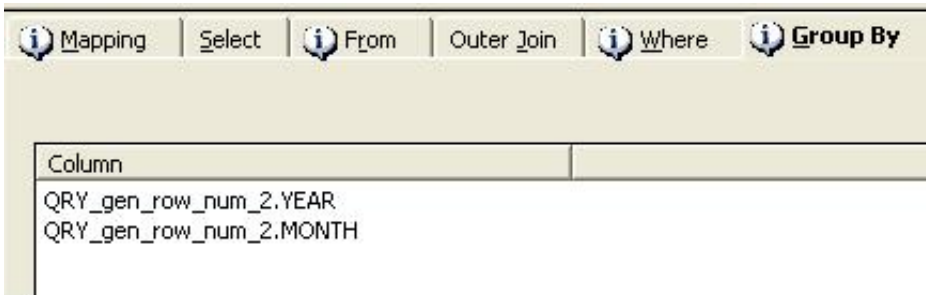 Mapping Select From Outer Join Where Group By
Column
QRY_gen_row_num_2.YEAR
QRY_gen_row_num_2.MONTH